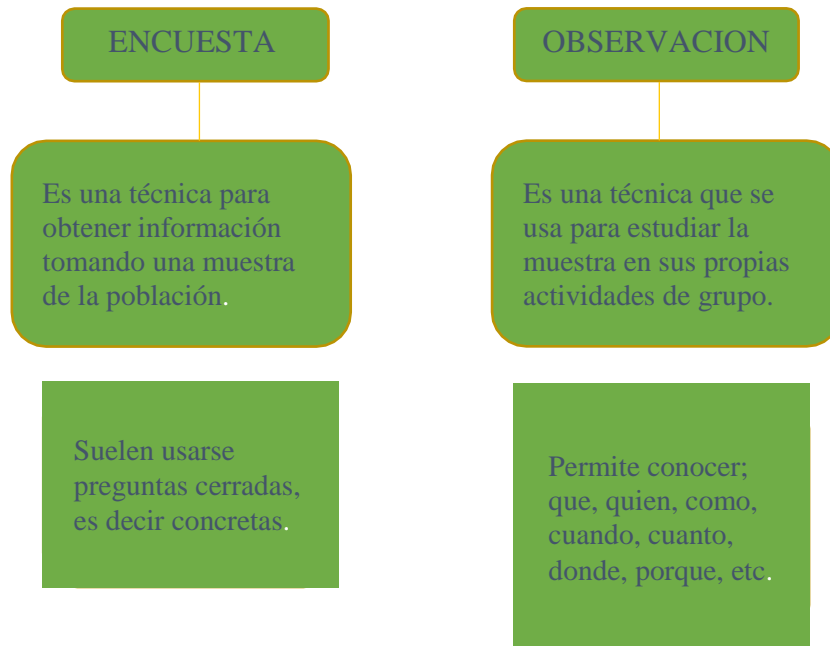 ENCUESTA
Es una técnica para
obtener información
tomando una muestra
de la población.
Suelen usarse
preguntas cerradas,
es decir concretas.
OBSERVACION
Es una técnica que se
usa para estudiar la
muestra en sus propias
actividades de grupo.
Permite conocer;
que, quien, como,
cuando, cuanto,
donde, porque, etc.